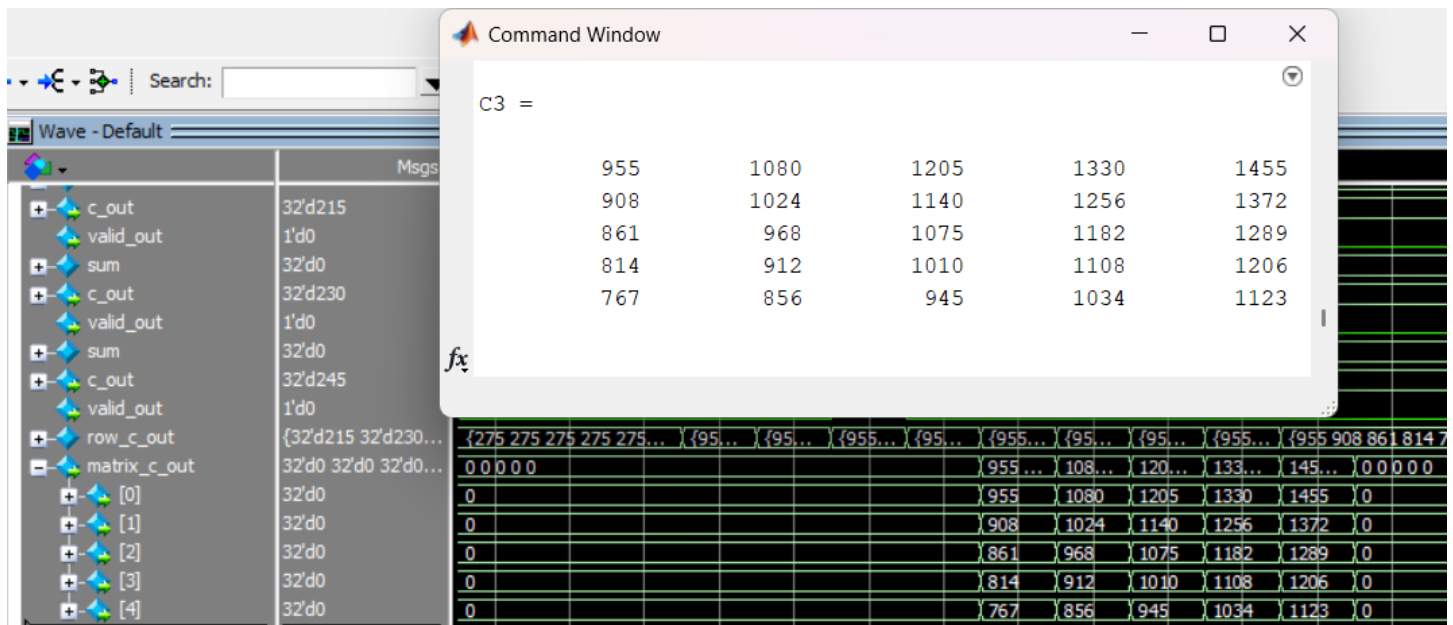 Command Window
Search:
C3 =
Wave - Default
Msgs
955 1080 1205 1330 1455
908 1024 1140 1256 1372
861 968 1075 1182 1289
814 912 1010 1108 1206
767 856 945 1034 1123
fx
c_out 32'd215
valid_out 1'd0
sum 32'd0
c_out 32'd230
valid_out 1'd0
sum 32'd0
c_out 32'd245
valid_out 1'd0
row_c_out {32'd215 32'd230... {275 275 275 275 275... {95... {95... {955... {95... {955... {95... {95... {955... {955 908 861 814 7
matrix_c_out 32'd0 32'd0 32'd0... 0 0 0 0 0 955 ... 108... 120... 133... 145... 0 0 0 0 0
[0] 32'd0 0 955 1080 1205 1330 1455 0
[1] 32'd0 0 908 1024 1140 1256 1372 0
[2] 32'd0 0 861 968 1075 1182 1289 0
[3] 32'd0 0 814 912 1010 1108 1206 0
[4] 32'd0 0 767 856 945 1034 1123 0